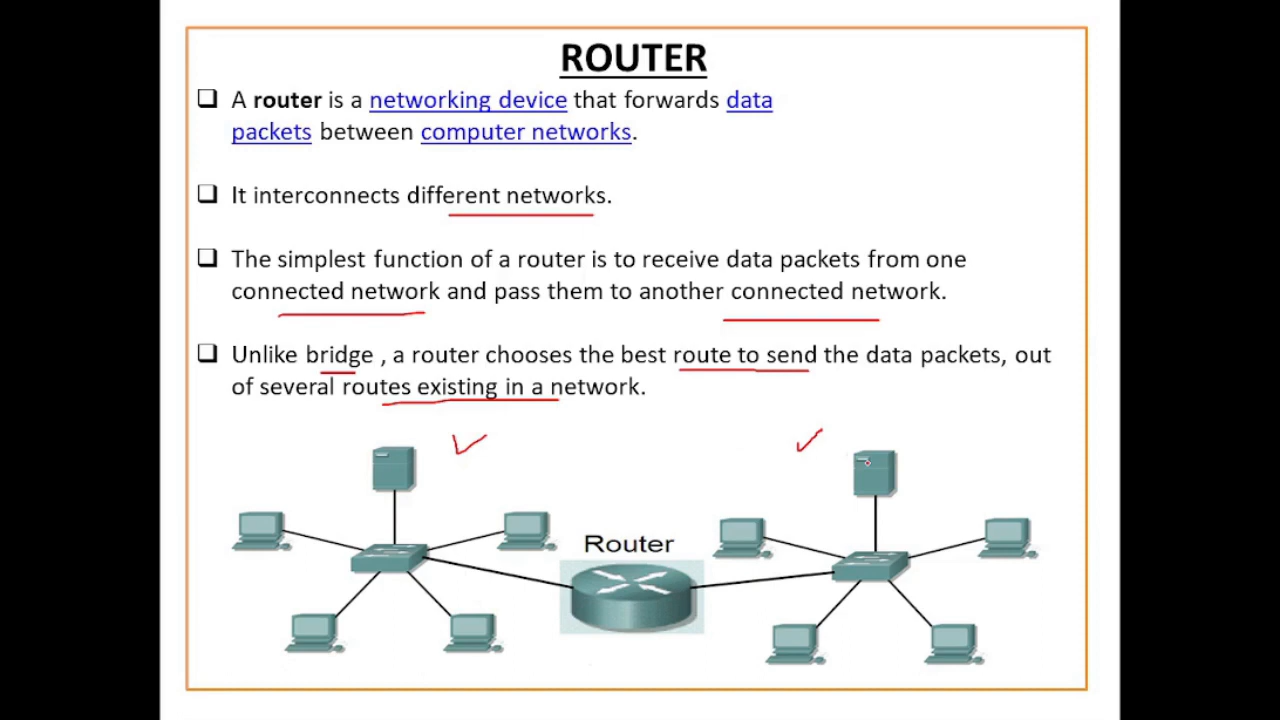 ROUTER
❑ A router is a networking device that forwards data
packets between computer networks.
❑ It interconnects different networks.
❑ The simplest function of a router is to receive data packets from one
connected network and pass them to another connected network.
❑ Unlike bridge , a router chooses the best route to send the data packets, out
of several routes existing in a network.
Router